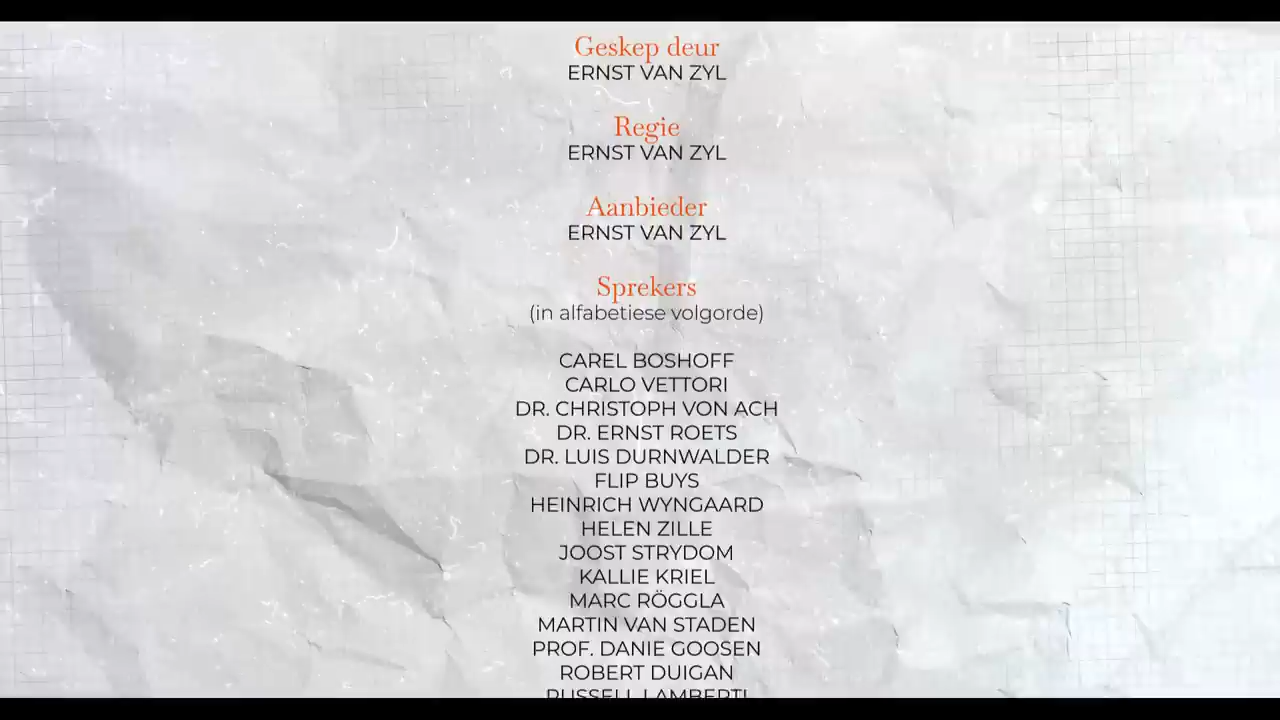 Geskep deur
ERNST VAN ZYL
Regie
ERNST VAN ZYL
Aanbieder
ERNST VAN ZYL
Sprekers
(in alfabetiese volgorde)
CAREL BOSHOFF
CARLO VETTORI
DR. CHRISTOPH VON ACH
DR. ERNST ROETS
DR. LUIS DURNWALDER
FLIP BUYS
HEINRICH WYNGAARD
HELEN ZILLE
JOOST STRYDOM
KALLIE KRIEL
MARC RÖGGLA
MARTIN VAN STADEN
PROF. DANIE GOOSEN
ROBERT DUIGAN
RUSSELL LAMBERTI